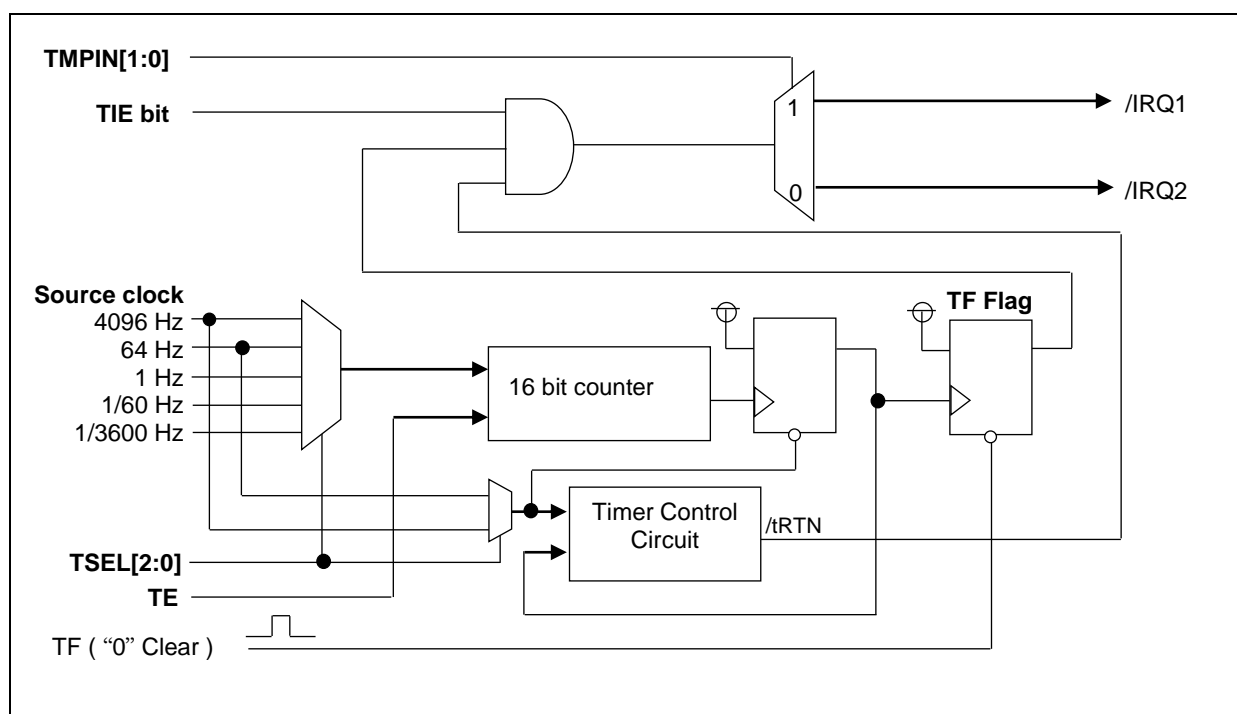 TMPIN[1:0]
TIE bit
1
/IRQ1
0
/IRQ2
Source clock
4096 Hz
64 Hz
1 Hz
1/60 Hz
1/3600 Hz
16 bit counter
TF Flag
Timer Control
Circuit
/tRTN
TSEL[2:0]
TE
TF ( “0” Clear )